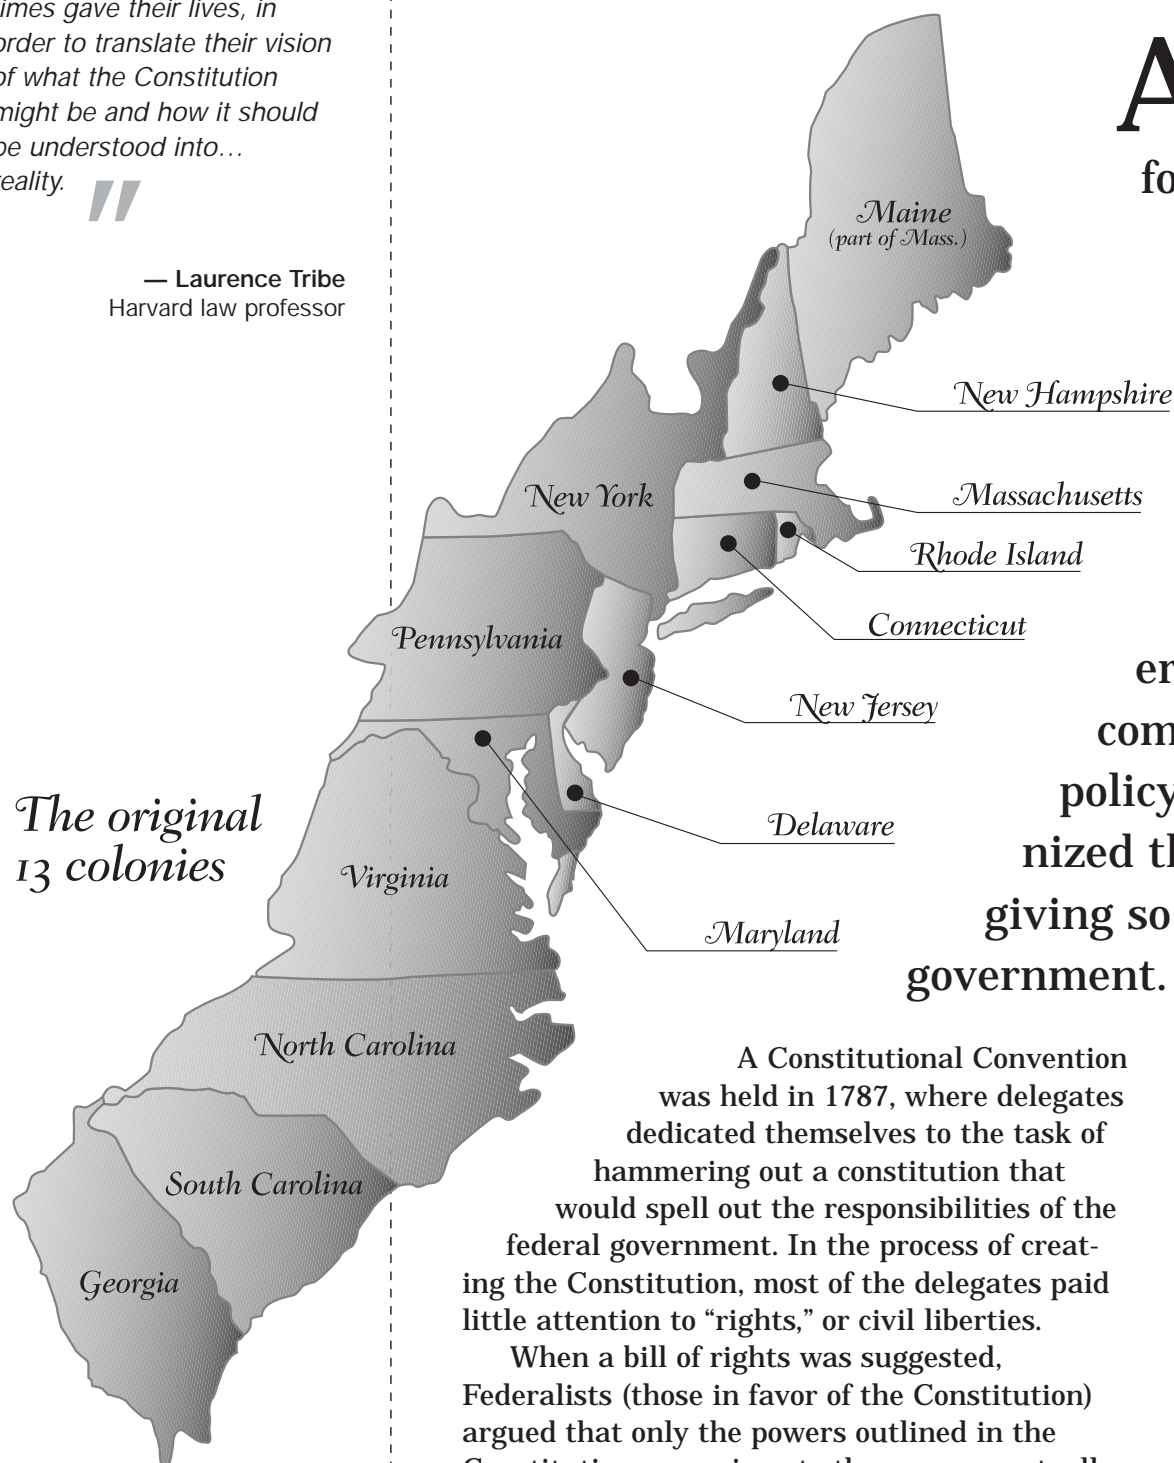 imes gave their lives, in
order to translate their vision
of what the Constitution
might be and how it should
be understood into…
eality.
”
— Laurence Tribe
Harvard law professor
A
fo
Maine
(part of Mass.)
New Hampshire
New York
Massachusetts
Rhode Island
Connecticut
Pennsylvania
New Jersey
er
com
policy
nized th
giving so
government.
The original
13 colonies
Delaware
Virginia
Maryland
North Carolina
South Carolina
Georgia
A Constitutional Convention
was held in 1787, where delegates
dedicated themselves to the task of
hammering out a constitution that
would spell out the responsibilities of the
federal government. In the process of creat-
ing the Constitution, most of the delegates paid
little attention to “rights,” or civil liberties.
When a bill of rights was suggested,
Federalists (those in favor of the Constitution)
argued that only the powers outlined in the